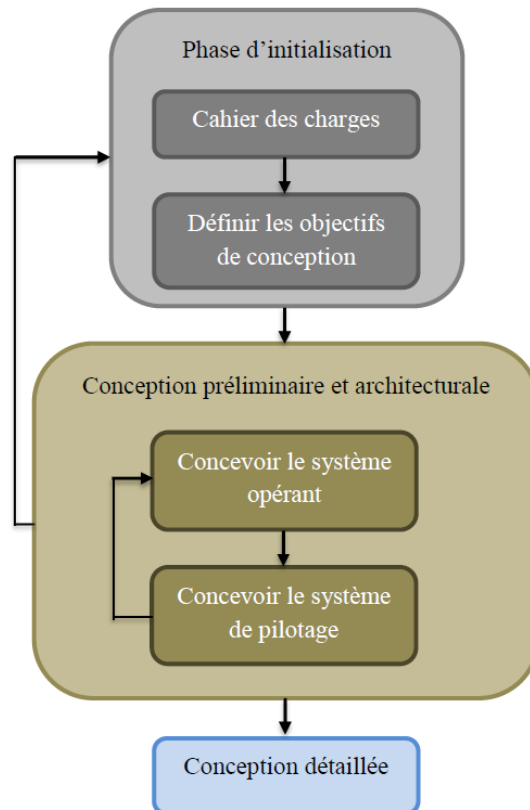 Phase d’initialisation
Cahier des charges
Définir les objectifs
de conception
Conception préliminaire et architecturale
Concevoir le système
opérant
Concevoir le système
de pilotage
Conception détaillée